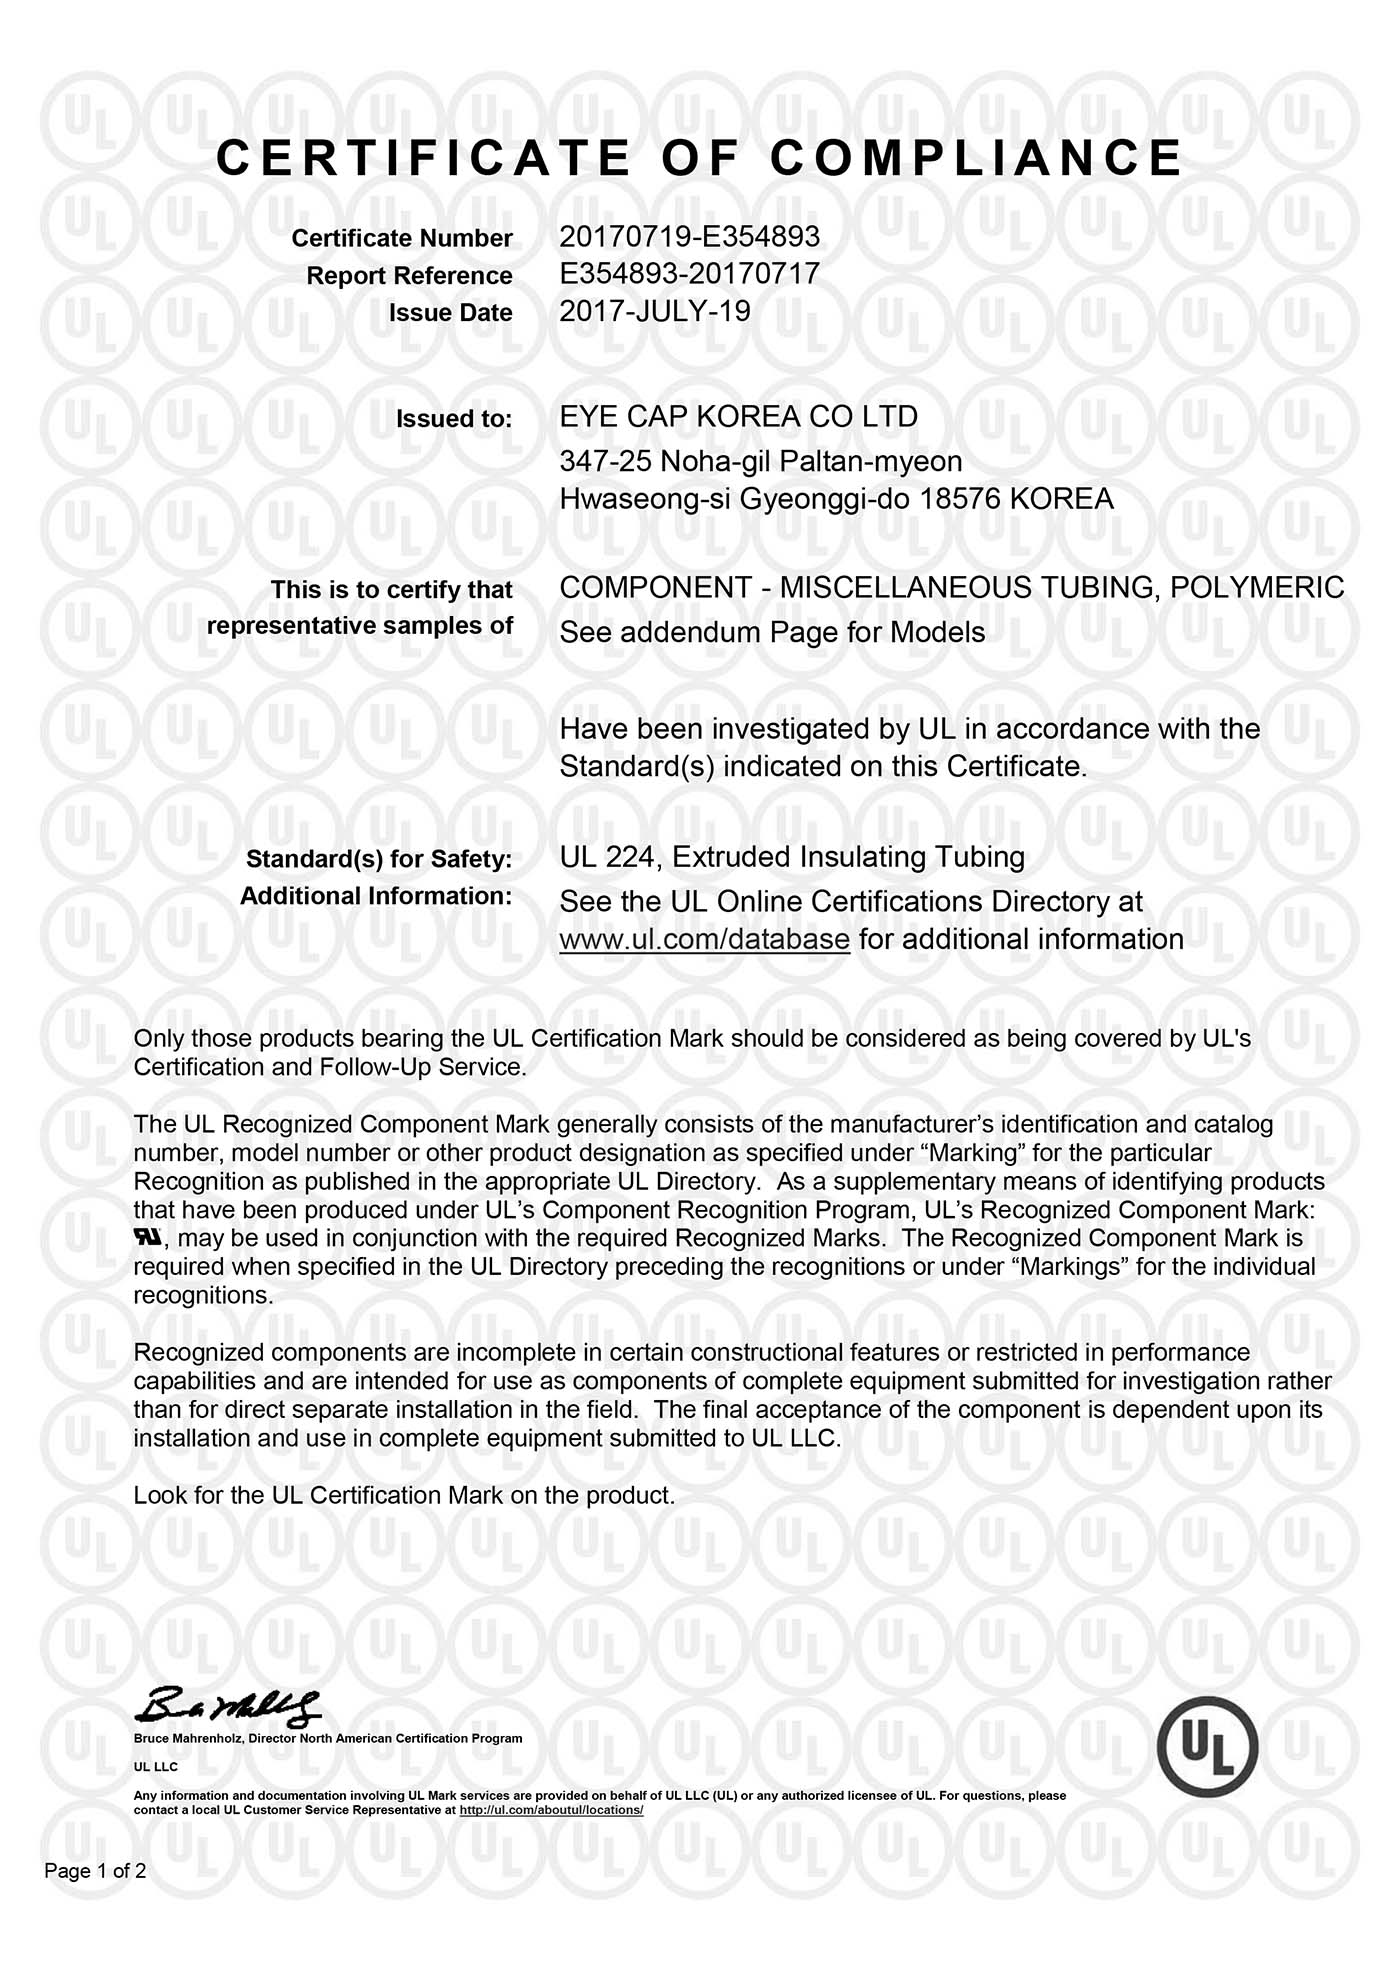 CERTIFICATE OF COMPLIANCE
Certificate Number 20170719-E354893
Report Reference E354893-20170717
Issue Date 2017-JULY-19
Issued to: EYE CAP KOREA CO LTD
347-25 Noha-gil Paltan-myeon
Hwaseong-si Gyeonggi-do 18576 KOREA
This is to certify that COMPONENT - MISCELLANEOUS TUBING, POLYMERIC
representative samples of See addendum Page for Models
Have been investigated by UL in accordance with the
Standard(s) indicated on this Certificate.
Standard(s) for Safety: UL 224, Extruded Insulating Tubing
Additional Information: See the UL Online Certifications Directory at
www.ul.com/database for additional information
Only those products bearing the UL Certification Mark should be considered as being covered by UL's
Certification and Follow-Up Service.
The UL Recognized Component Mark generally consists of the manufacturer’s identification and catalog
number, model number or other product designation as specified under “Marking” for the particular
Recognition as published in the appropriate UL Directory. As a supplementary means of identifying products
that have been produced under UL’s Component Recognition Program, UL’s Recognized Component Mark:
, may be used in conjunction with the required Recognized Marks. The Recognized Component Mark is
required when specified in the UL Directory preceding the recognitions or under “Markings” for the individual
recognitions.
Recognized components are incomplete in certain constructional features or restricted in performance
capabilities and are intended for use as components of complete equipment submitted for investigation rather
than for direct separate installation in the field. The final acceptance of the component is dependent upon its
installation and use in complete equipment submitted to UL LLC.
Look for the UL Certification Mark on the product.
Bruce Mahrenholz, Director North American Certification Program
UL LLC
Any information and documentation involving UL Mark services are provided on behalf of UL LLC (UL) or any authorized licensee of UL. For questions, please
contact a local UL Customer Service Representative at http://ul.com/aboutul/locations/
UL
Page 1 of 2